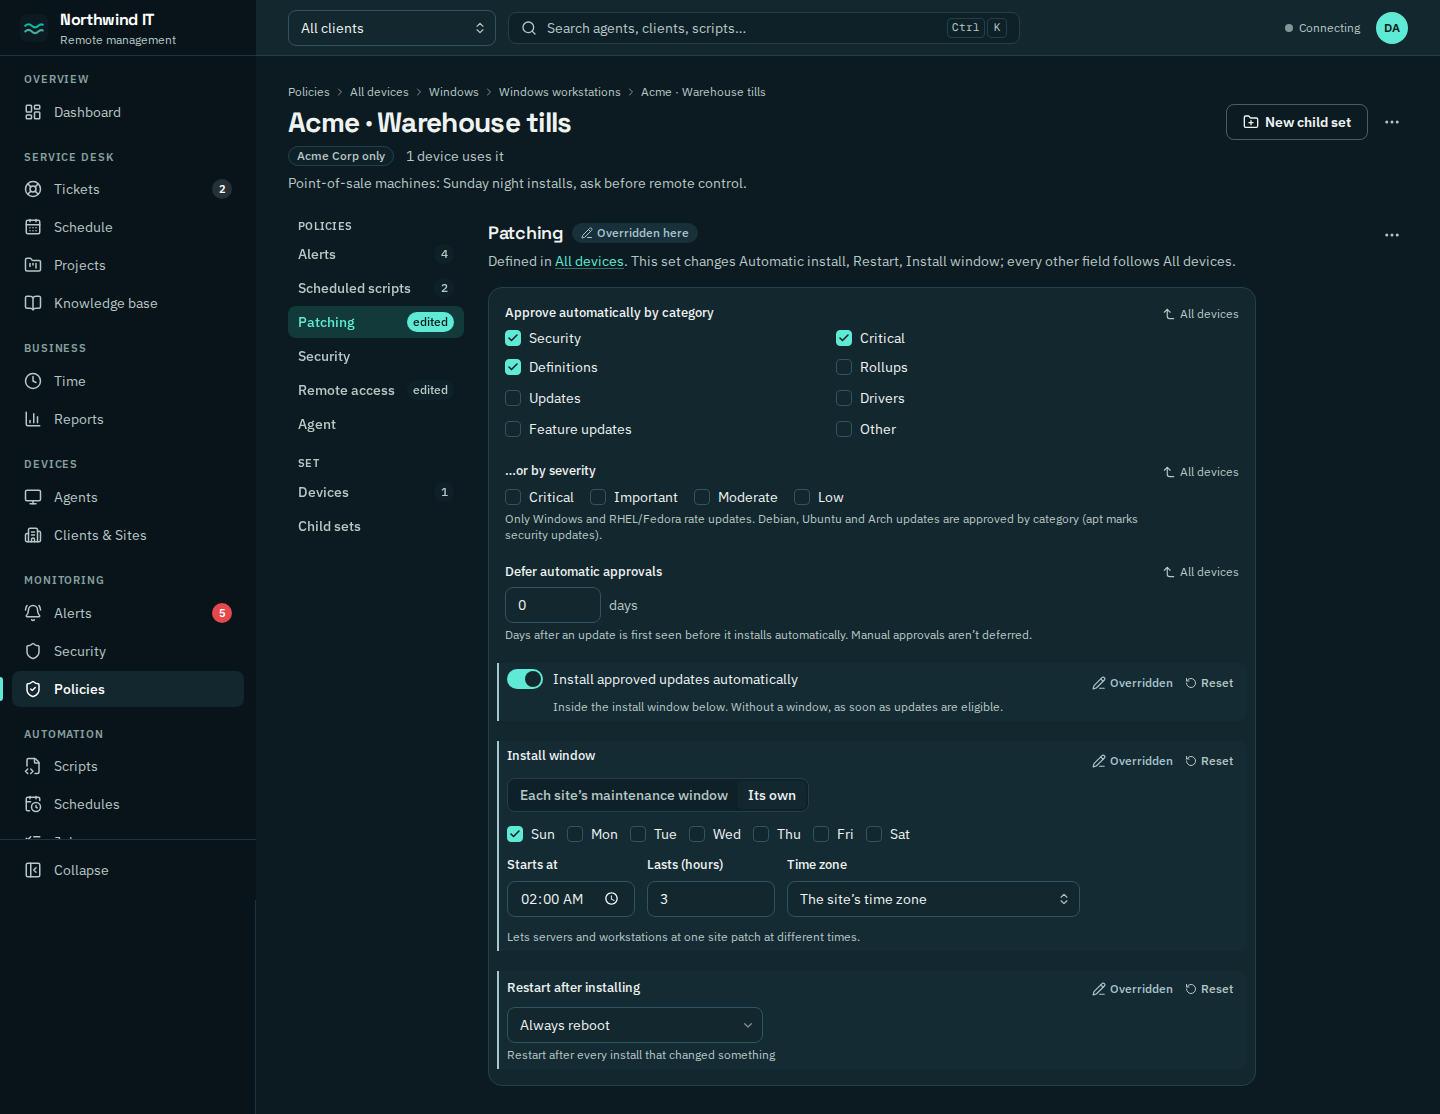 Northwind IT
Remote management
All clients
Search agents, clients, scripts...
Ctrl K
Connecting
DA
OVERVIEW
Dashboard
SERVICE DESK
Tickets 2
Schedule
Projects
Knowledge base
BUSINESS
Time
Reports
DEVICES
Agents
Clients & Sites
MONITORING
Alerts 5
Security
Policies
AUTOMATION
Scripts
Schedules
Collapse
Policies > All devices > Windows > Windows workstations > Acme · Warehouse tills
Acme · Warehouse tills
New child set
Acme Corp only 1 device uses it
Point-of-sale machines: Sunday night installs, ask before remote control.
POLICIES
Alerts 4
Scheduled scripts 2
Patching edited
Security
Remote access edited
Agent
SET
Devices 1
Child sets
Patching Overridden here
Defined in All devices. This set changes Automatic install, Restart, Install window; every other field follows All devices.
Approve automatically by category All devices
Security Critical
Definitions Rollups
Updates Drivers
Feature updates Other
...or by severity All devices
Critical Important Moderate Low
Only Windows and RHEL/Fedora rate updates. Debian, Ubuntu and Arch updates are approved by category (apt marks
security updates).
Defer automatic approvals All devices
0 days
Days after an update is first seen before it installs automatically. Manual approvals aren't deferred.
Install approved updates automatically Overridden Reset
Inside the install window below. Without a window, as soon as updates are eligible.
Install window Overridden Reset
Each site's maintenance window Its own
Sun Mon Tue Wed Thu Fri Sat
Starts at Lasts (hours) Time zone
02:00 AM 3 The site's time zone
Lets servers and workstations at one site patch at different times.
Restart after installing Overridden Reset
Always reboot
Restart after every install that changed something